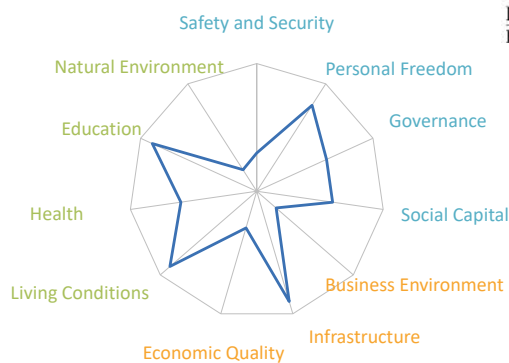 Safety and Security
Natural Environment
Personal Freedom
Education
Governance
Health
Social Capital
Living Conditions
Business Environment
Infrastructure
Economic Quality